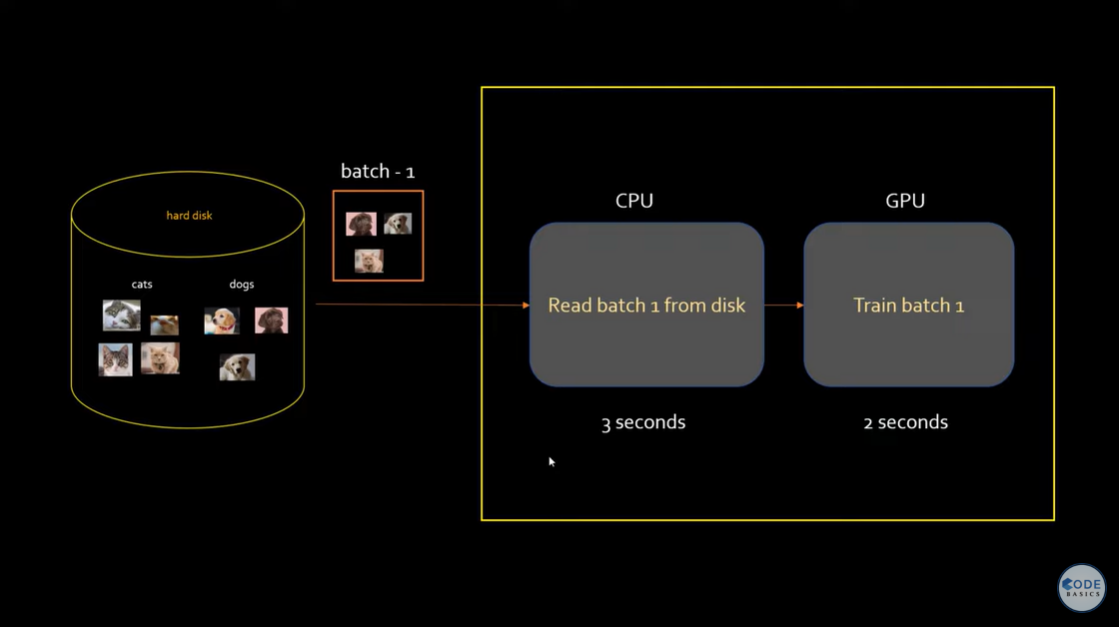 batch - 1
hard disk
cats
dogs
CPU
Read batch 1 from disk
3 seconds
GPU
Train batch 1
2 seconds
CODE
BASICS